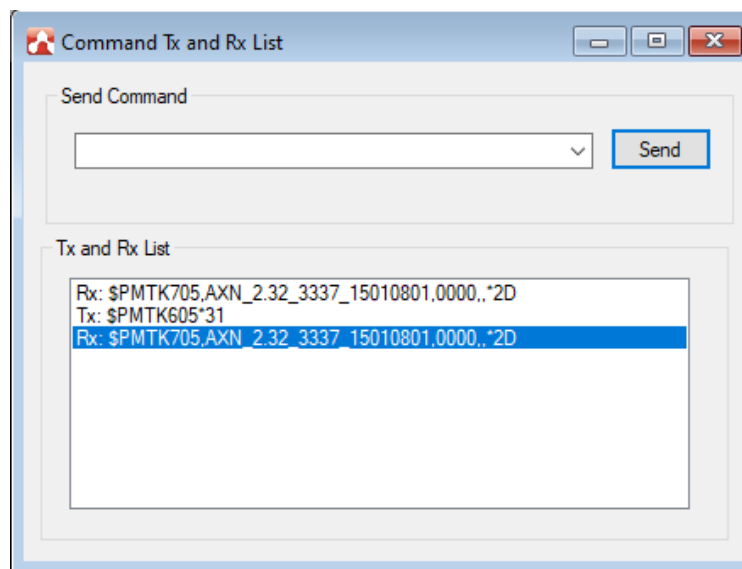 Command Tx and Rx List
Send Command
Send
Tx and Rx List
Rx: $PMTK705,AXN_2.32_3337_15010801,0000,,*2D
Tx: $PMTK605*31
Rx: $PMTK705,AXN_2.32_3337_15010801,0000,,*2D